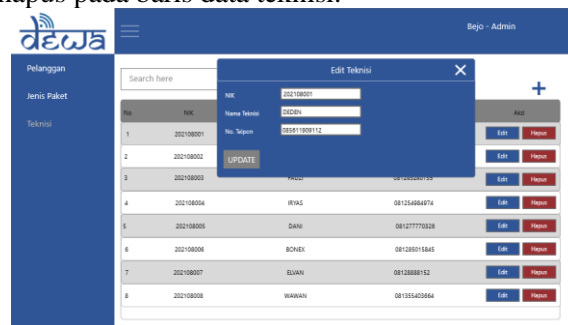 hapus pada baris data teknisi.
dewa
Bejo - Admin
Pelanggan
Jenis Paket
Teknisi
Search here
+
Edit Teknisi X
NIK 202108001
Nama Teknisi DEDEN
No. Telpon 085611909112
UPDATE
No NIK
1 202108001 Edit Hapus
2 202108002 Edit Hapus
3 202108003 Edit Hapus
4 202108004 IRYAS 081254984974 Edit Hapus
5 202108005 DANI 081277770328 Edit Hapus
6 202108006 BONEX 081285015845 Edit Hapus
7 202108007 ELVAN 08128888152 Edit Hapus
8 202108008 WAWAN 081355403664 Edit Hapus